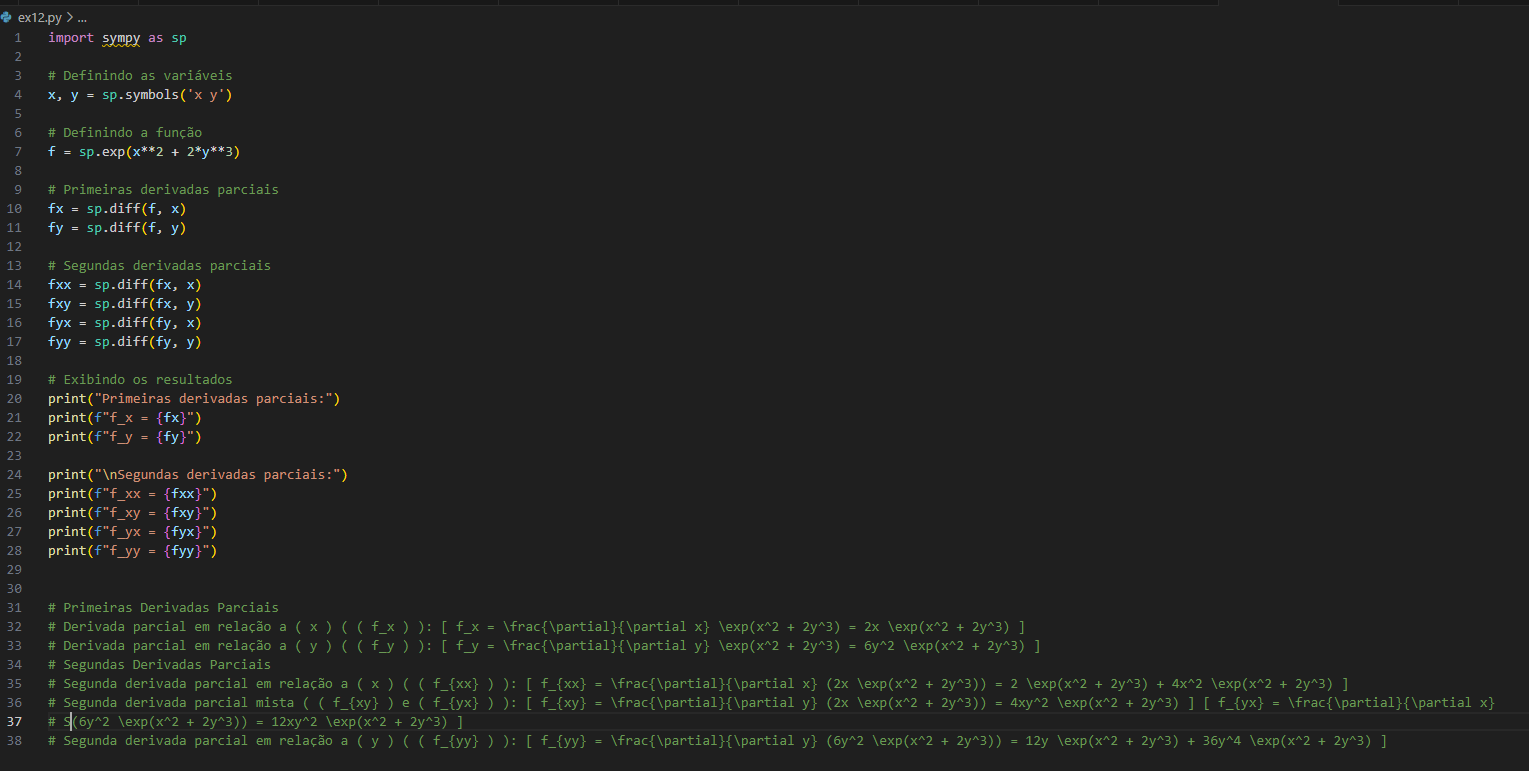 ex12.py > ...
1 import sympy as sp
2
3 # Definindo as variáveis
4 x, y = sp.symbols('x y')
5
6 # Definindo a função
7 f = sp.exp(x**2 + 2*y**3)
8
9 # Primeiras derivadas parciais
10 fx = sp.diff(f, x)
11 fy = sp.diff(f, y)
12
13 # Segundas derivadas parciais
14 fxx = sp.diff(fx, x)
15 fxy = sp.diff(fx, y)
16 fyx = sp.diff(fy, x)
17 fyy = sp.diff(fy, y)
18
19 # Exibindo os resultados
20 print("Primeiras derivadas parciais:")
21 print(f"f_x = {fx}")
22 print(f"f_y = {fy}")
23
24 print("\nSegundas derivadas parciais:")
25 print(f"f_xx = {fxx}")
26 print(f"f_xy = {fxy}")
27 print(f"f_yx = {fyx}")
28 print(f"f_yy = {fyy}")
29
30
31 # Primeiras Derivadas Parciais
32 # Derivada parcial em relação a ( x ) ( ( f_x ) ): [ f_x = \frac{\partial}{\partial x} \exp(x^2 + 2y^3) = 2x \exp(x^2 + 2y^3) ]
33 # Derivada parcial em relação a ( y ) ( ( f_y ) ): [ f_y = \frac{\partial}{\partial y} \exp(x^2 + 2y^3) = 6y^2 \exp(x^2 + 2y^3) ]
34 # Segundas Derivadas Parciais
35 # Segunda derivada parcial em relação a ( x ) ( ( f_{xx} ) ): [ f_{xx} = \frac{\partial}{\partial x} (2x \exp(x^2 + 2y^3)) = 2 \exp(x^2 + 2y^3) + 4x^2 \exp(x^2 + 2y^3) ]
36 # Segunda derivada parcial mista ( ( f_{xy} ) e ( f_{yx} ) ): [ f_{xy} = \frac{\partial}{\partial y} (2x \exp(x^2 + 2y^3)) = 4xy^2 \exp(x^2 + 2y^3) ] [ f_{yx} = \frac{\partial}{\partial x}
37 # S(6y^2 \exp(x^2 + 2y^3)) = 12xy^2 \exp(x^2 + 2y^3) ]
38 # Segunda derivada parcial em relação a ( y ) ( ( f_{yy} ) ): [ f_{yy} = \frac{\partial}{\partial y} (6y^2 \exp(x^2 + 2y^3)) = 12y \exp(x^2 + 2y^3) + 36y^4 \exp(x^2 + 2y^3) ]